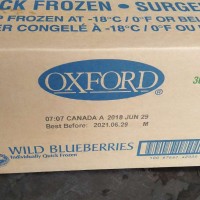 CK FROZEN • SURGE
P FROZEN AT -18°C / 0°F OR BEL
CONGELÉ À -18°C / 0°F OU
OXFORD
07:07 CANADA A 2018 JUN 29
Best Before: 2021.06.29 M
WILD BLUEBERRIES
Individually Quick Frozen